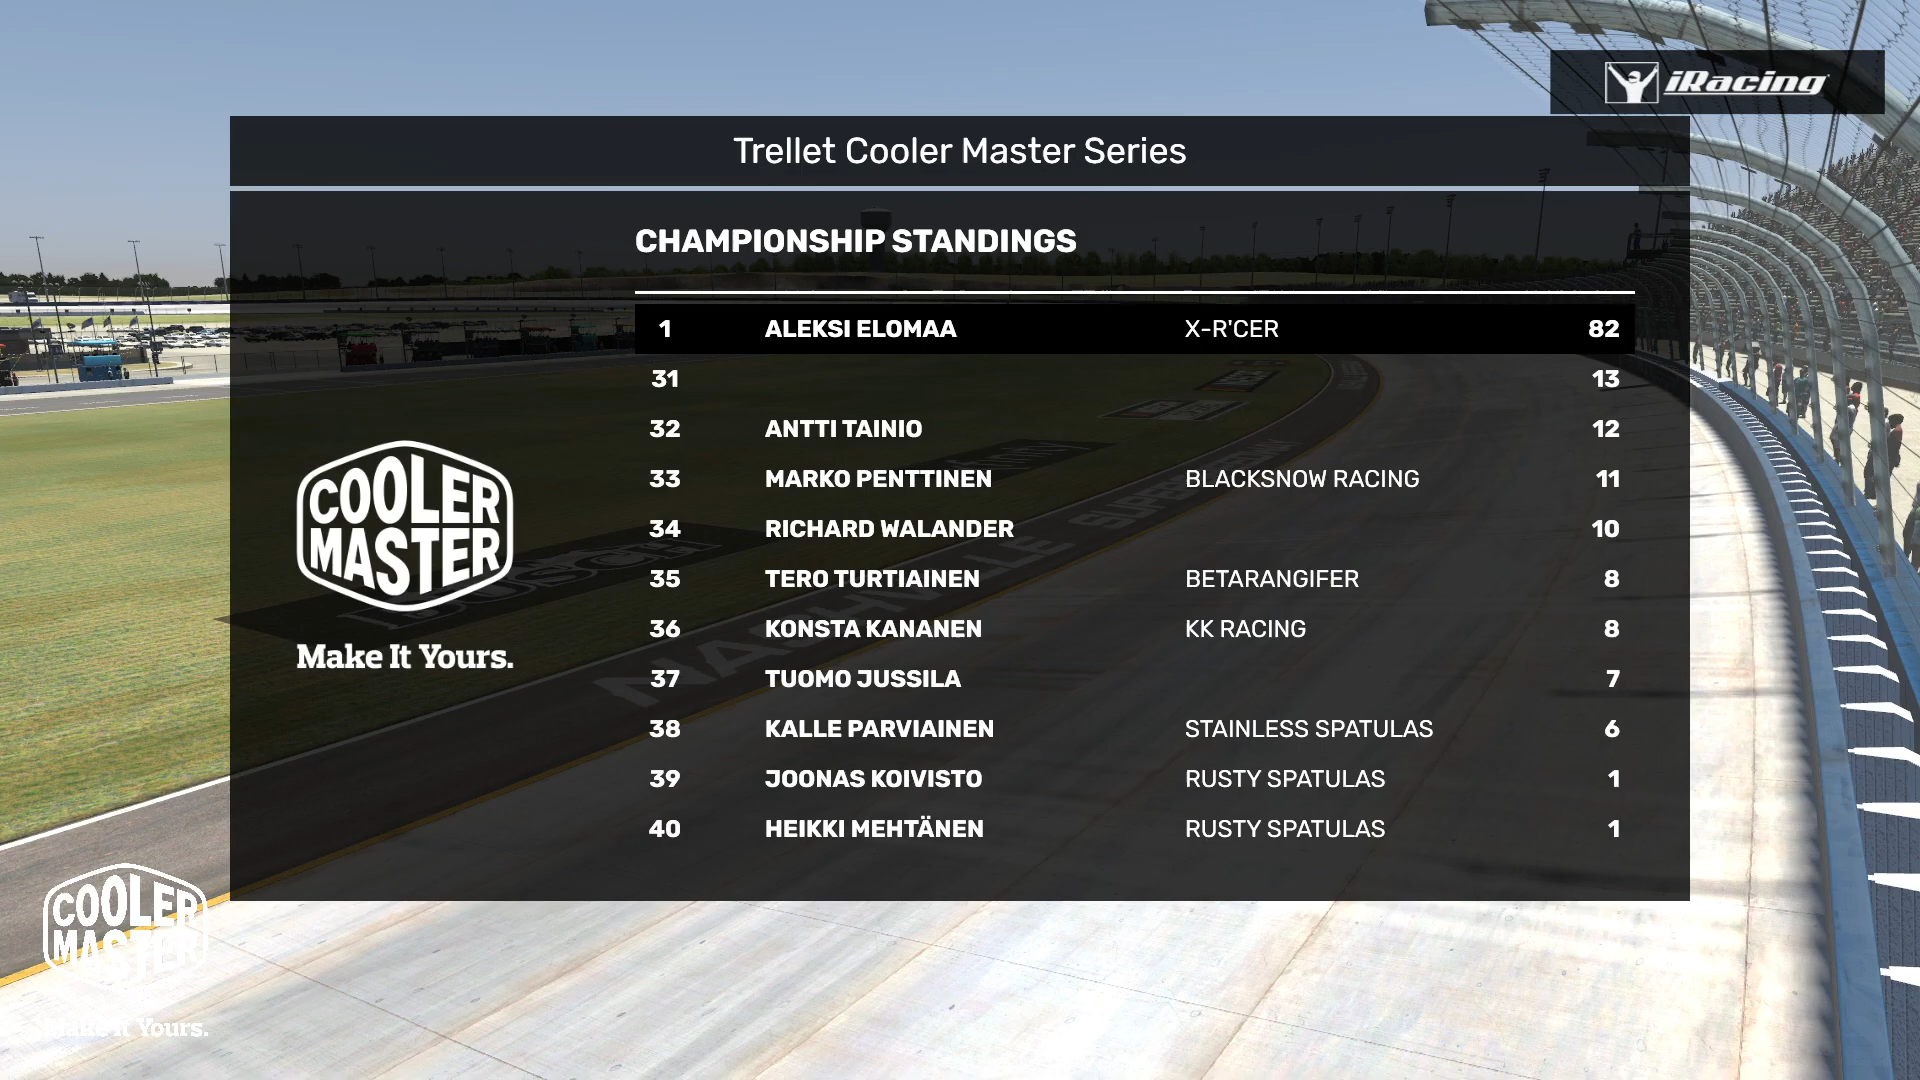 iRacing
Trellet Cooler Master Series
CHAMPIONSHIP STANDINGS
1 ALEKSI ELOMAA X-R'CER 82
31 13
32 ANTTI TAINIO 12
33 MARKO PENTTINEN BLACKSNOW RACING 11
34 RICHARD WALANDER 10
35 TERO TURTIAINEN BETARANGIFER 8
36 KONSTA KANANEN KK RACING 8
37 TUOMO JUSSILA 7
38 KALLE PARVIAINEN STAINLESS SPATULAS 6
39 JOONAS KOIVISTO RUSTY SPATULAS 1
40 HEIKKI MEHTÄNEN RUSTY SPATULAS 1
COOLER
MASTER
Make It Yours.
NASHVILLE SUPERSPEEDWAY
COOLER
MASTER
Make It Yours.